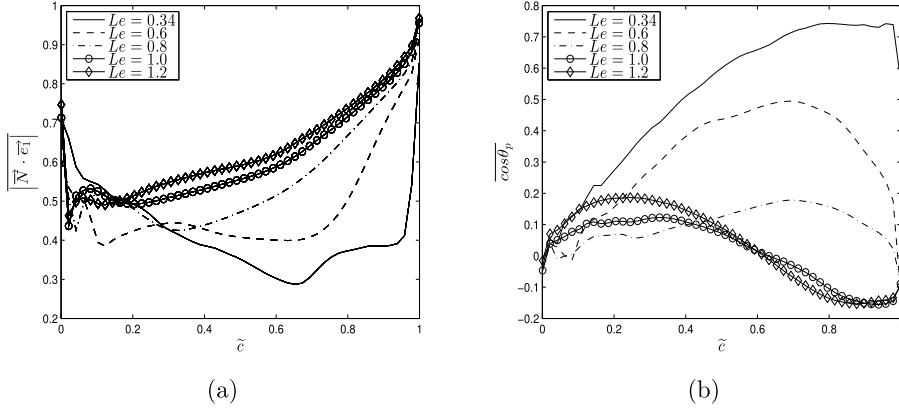 1
0.9
0.8
0.7
0.6
0.5
0.4
0.3
0.2
0 0.2 0.4 0.6 0.8 1
c̃
|N⃗ · e⃗₁|
Le = 0.34
Le = 0.6
Le = 0.8
Le = 1.0
Le = 1.2
(a)
0.8
0.7
0.6
0.5
0.4
0.3
0.2
0.1
0
−0.1
−0.2
0 0.2 0.4 0.6 0.8
c̃
cosθₚ
Le = 0.34
Le = 0.6
Le = 0.8
Le = 1.0
Le = 1.2
(b)